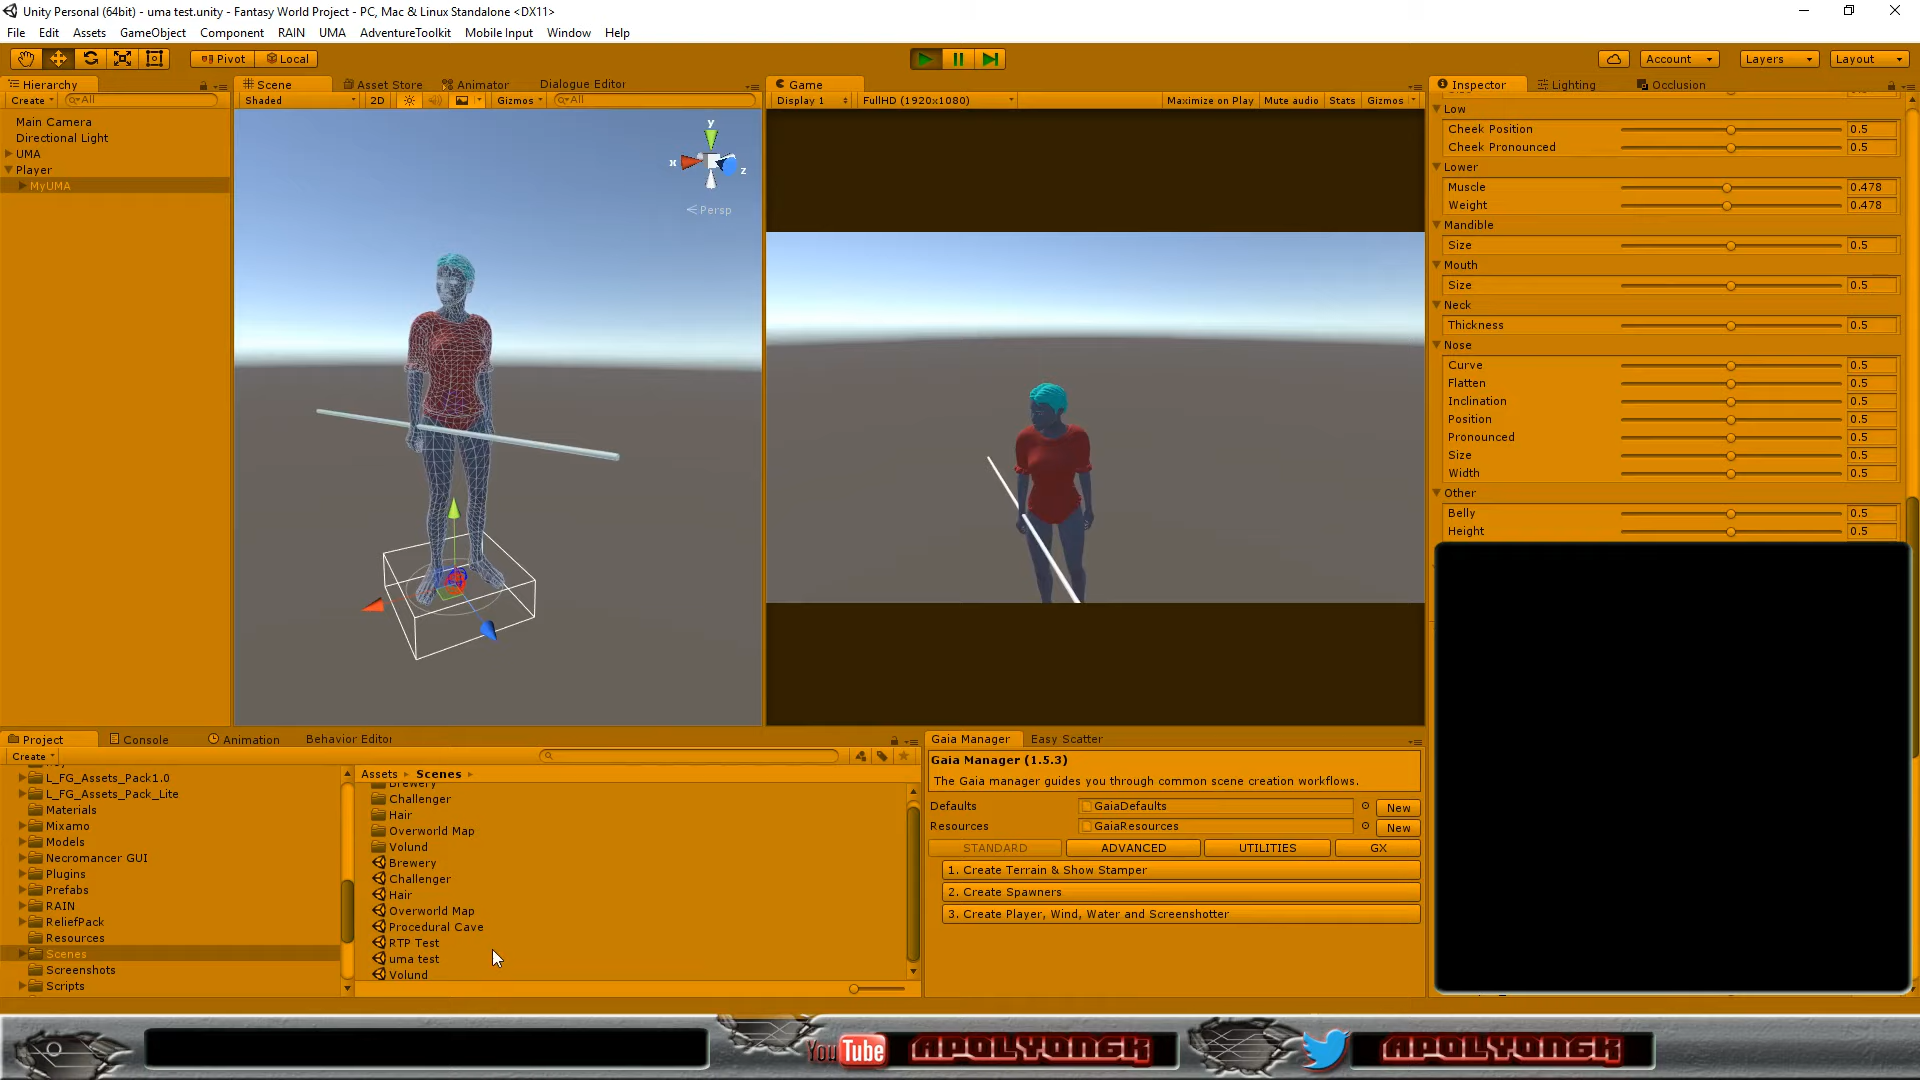 Unity Personal (64bit) - uma test.unity - Fantasy World Project - PC, Mac & Linux Standalone <DX11>
File Edit Assets GameObject Component RAIN UMA AdventureToolkit Mobile Input Window Help
Pivot Local Account Layers Layout
Hierarchy
Create All
Main Camera
Directional Light
UMA
Player
MyUMA
Scene Asset Store Animator Dialogue Editor
Shaded 2D Gizmos All
y
x
z
Persp
Game
Display 1 FullHD (1920x1080) Maximize on Play Mute audio Stats Gizmos
Inspector Lighting Occlusion
Low
Cheek Position 0.5
Cheek Pronounced 0.5
Lower
Muscle 0.478
Weight 0.478
Mandible
Size 0.5
Mouth
Size 0.5
Neck
Thickness 0.5
Nose
Curve 0.5
Flatten 0.5
Inclination 0.5
Position 0.5
Pronounced 0.5
Size 0.5
Width 0.5
Other
Belly 0.5
Height 0.5
Project Console Animation Behavior Editor
Create
L_FG_Assets_Pack1.0
L_FG_Assets_Pack_Lite
Materials
Mixamo
Models
Necromancer GUI
Plugins
Prefabs
RAIN
ReliefPack
Resources
Scenes
Screenshots
Scripts
Assets Scenes
Brewery
Challenger
Hair
Overworld Map
Volund
Brewery
Challenger
Hair
Overworld Map
Procedural Cave
RTP Test
uma test
Volund
Gaia Manager Easy Scatter
Gaia Manager (1.5.3)
The Gaia manager guides you through common scene creation workflows.
Defaults GaiaDefaults New
Resources GaiaResources New
STANDARD ADVANCED UTILITIES GX
1. Create Terrain & Show Stamper
2. Create Spawners
3. Create Player, Wind, Water and Screenshotter
YouTube APOLYONGK APOLYONGK